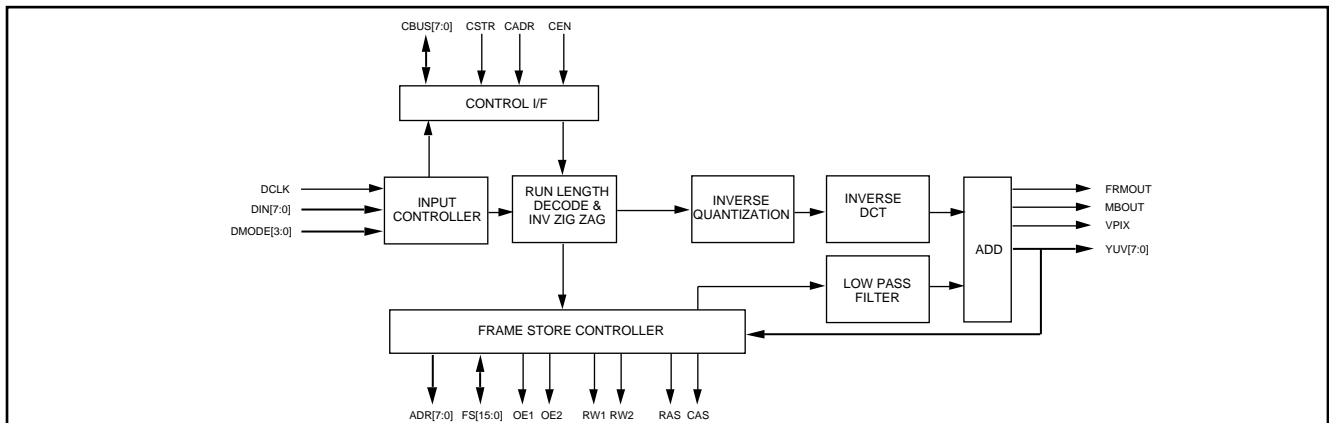 CBUS[7:0] CSTR CADR CEN
CONTROL I/F
DCLK
DIN[7:0]
DMODE[3:0]
INPUT
CONTROLLER
RUN LENGTH
DECODE &
INV ZIG ZAG
INVERSE
QUANTIZATION
INVERSE
DCT
ADD
FRMOUT
MBOUT
VPIX
YUV[7:0]
LOW PASS
FILTER
FRAME STORE CONTROLLER
ADR[7:0] FS[15:0] OE1 OE2 RW1 RW2 RAS CAS